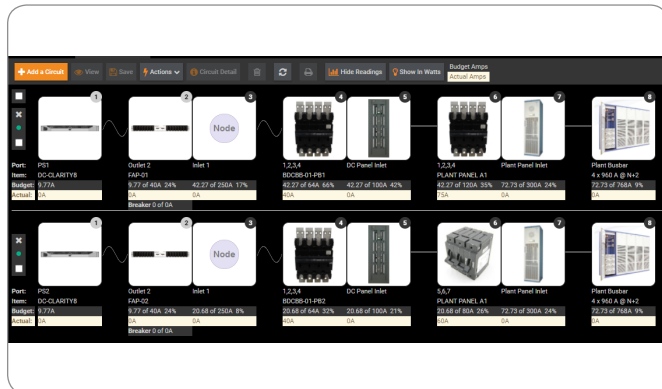 Add a Circuit View Save Actions Circuit Detail Hide Readings Show In Watts Budget Amps
Actual Amps
1 2 3 4 5 6 7 8
Node
Port: PS1 Outlet 2 Inlet 1 1,2,3,4 DC Panel Inlet 1,2,3,4 Plant Panel Inlet Plant Busbar
Item: DC-CLARITY8 FAP-01 BDCBB-01-PB1 PLANT PANEL A1 4 x 960 A @ N+2
Budget: 9.77A 9.77 of 40A 24% 42.27 of 250A 17% 42.27 of 64A 66% 42.27 of 100A 42% 42.27 of 120A 35% 72.73 of 300A 24% 72.73 of 768A 9%
Actual: 0A 0A 0A 40A 0A 75A 0A 0A
Breaker 0 of 0A
1 2 3 4 5 6 7 8
Node
Port: PS2 Outlet 2 Inlet 1 1,2,3,4 DC Panel Inlet 5,6,7 Plant Panel Inlet Plant Busbar
Item: DC-CLARITY8 FAP-02 BDCBB-01-PB2 PLANT PANEL A1 4 x 960 A @ N+2
Budget: 9.77A 9.77 of 40A 24% 20.68 of 250A 8% 20.68 of 64A 32% 20.68 of 100A 21% 20.68 of 80A 26% 72.73 of 300A 24% 72.73 of 768A 9%
Actual: 0A 0A 0A 40A 0A 60A 0A 0A
Breaker 0 of 0A